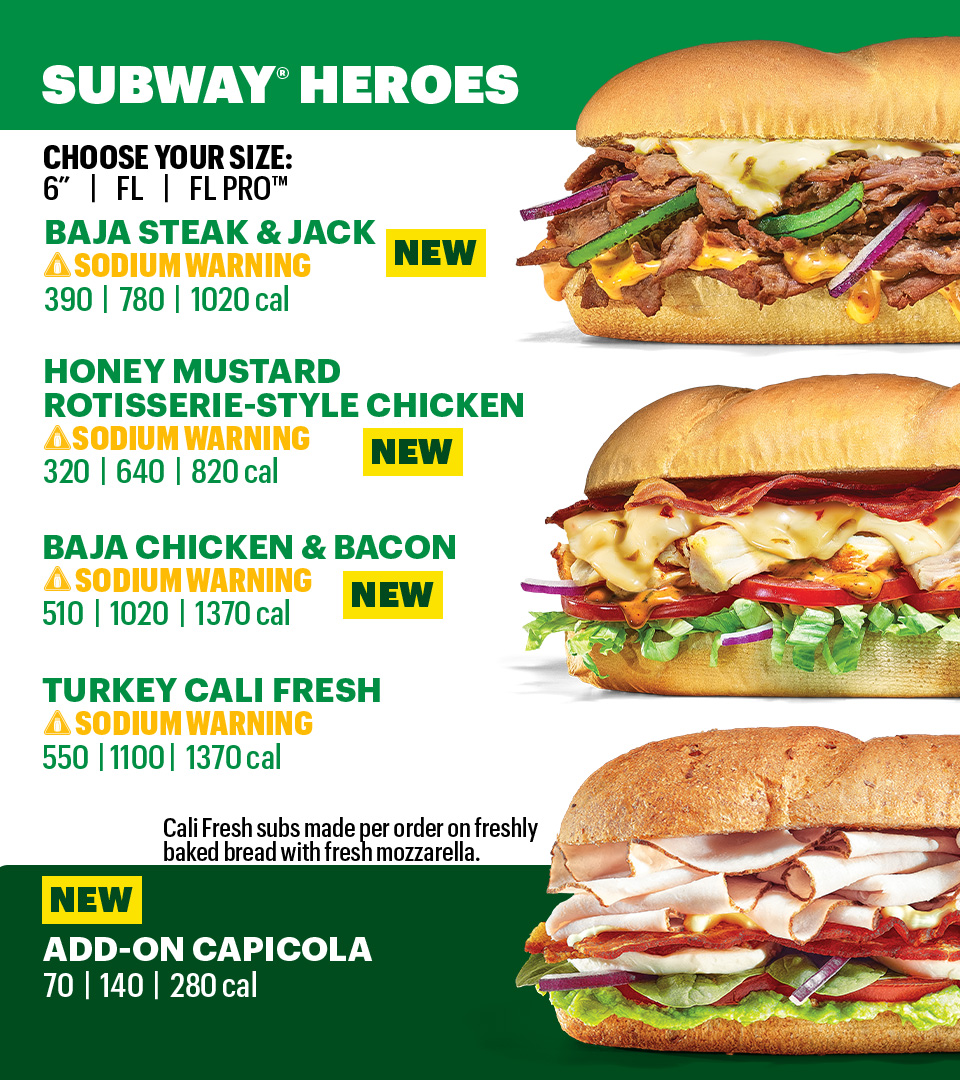 SUBWAY® HEROES
CHOOSE YOUR SIZE:
6” | FL | FL PRO™
BAJA STEAK & JACK
NEW
SODIUM WARNING
390 | 780 | 1020 cal
HONEY MUSTARD
ROTISSERIE-STYLE CHICKEN
SODIUM WARNING
NEW
320 | 640 | 820 cal
BAJA CHICKEN & BACON
SODIUM WARNING
NEW
510 | 1020 | 1370 cal
TURKEY CALI FRESH
SODIUM WARNING
550 | 1100 | 1370 cal
Cali Fresh subs made per order on freshly
baked bread with fresh mozzarella.
NEW
ADD-ON CAPICOLA
70 | 140 | 280 cal